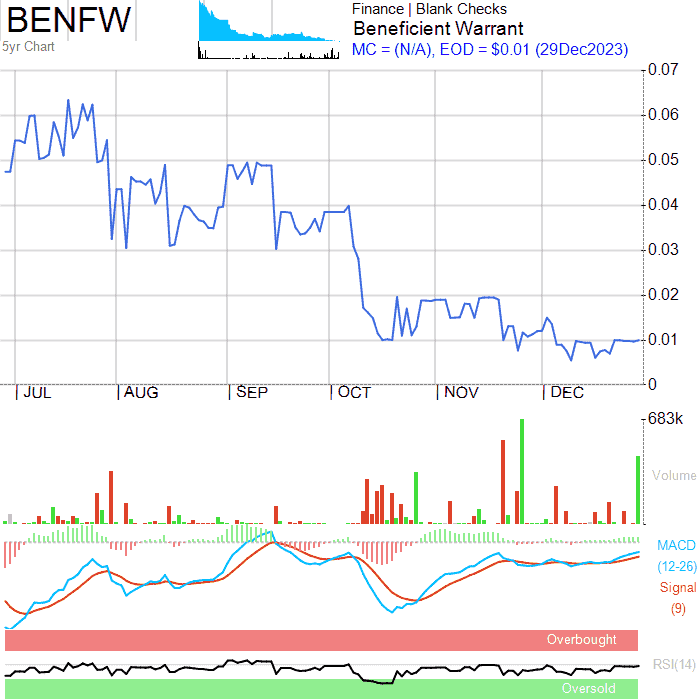 BENFW
5yr Chart
Finance | Blank Checks
Beneficient Warrant
MC = (N/A), EOD = $0.01 (29Dec2023)
0.07
0.06
0.05
0.04
0.03
0.02
0.01
0
JUL AUG SEP OCT NOV DEC
683k
Volume
MACD
(12-26)
Signal
(9)
Overbought
RSI(14)
Oversold